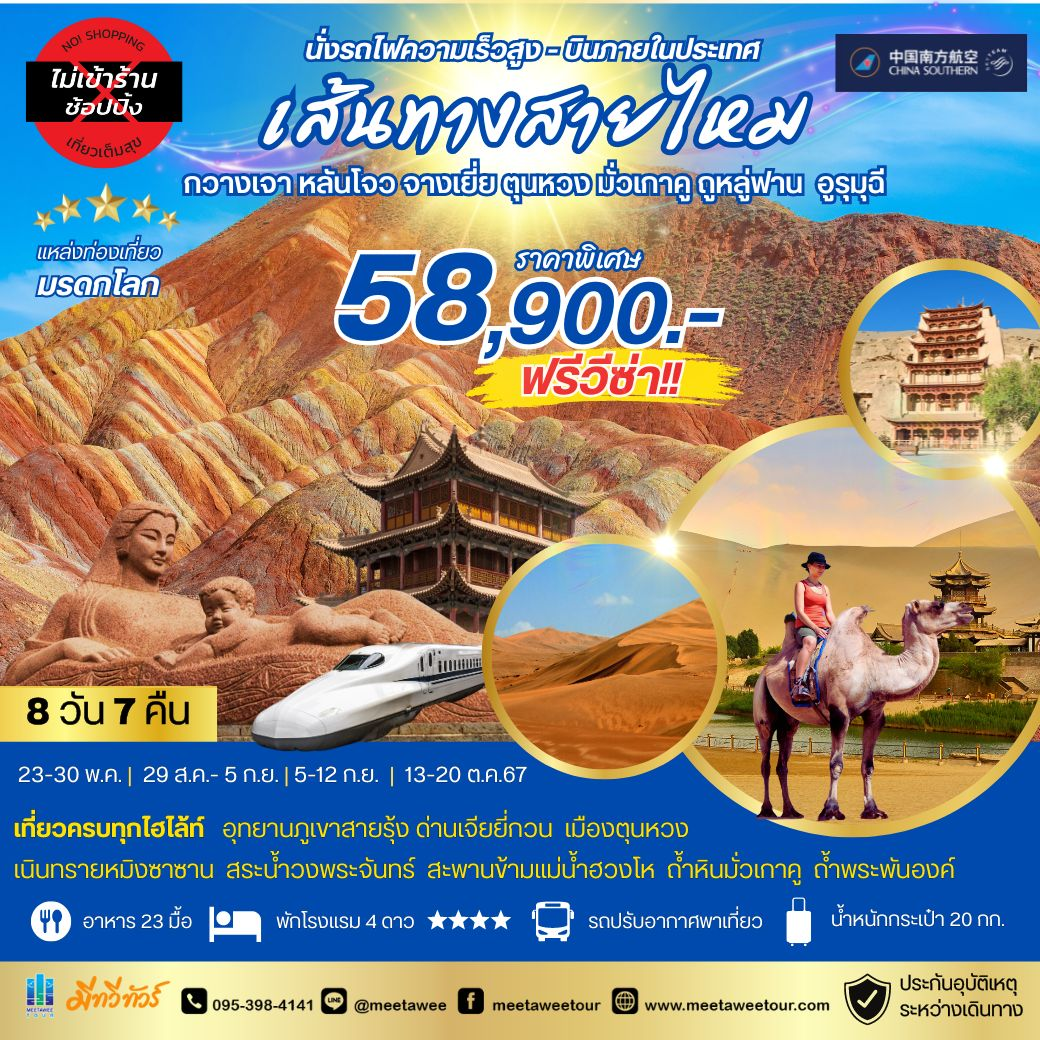 NO! SHOPPING
ไม่เข้าร้าน
ช้อปปิ้ง
เที่ยวเต็มสุข
นั่งรถไฟความเร็วสูง - บินภายในประเทศ
中国南方航空
CHINA SOUTHERN
SKYTEAM
เส้นทางสายไหม
กวางเจา หลันโจว จางเยี่ย ตุนหวง มั่วเกาคู ถูหลู่ฟาน อูรุมุฉี
แหล่งท่องเที่ยว
มรดกโลก
ราคาพิเศษ
58,900.-
ฟรีวีซ่า!!
8 วัน 7 คืน
23-30 พ.ค. | 29 ส.ค.- 5 ก.ย. | 5-12 ก.ย. | 13-20 ต.ค.67
เที่ยวครบทุกไฮไล้ท์ อุทยานภูเขาสายรุ้ง ด่านเจียยี่กวน เมืองตุนหวง
เนินทรายหมิงซาซาน สระน้ำวงพระจันทร์ สะพานข้ามแม่น้ำฮวงโห ถ้ำหินมั่วเกาคู ถ้ำพระพันองค์
อาหาร 23 มื้อ พักโรงแรม 4 ดาว รถปรับอากาศพาเที่ยว น้ำหนักกระเป๋า 20 กก.
MEETAWEE
TOUR
มีทวีทัวร์ 095-398-4141 LINE @meetawee meetaweetour www.meetaweetour.com
ประกันอุบัติเหตุ
ระหว่างเดินทาง